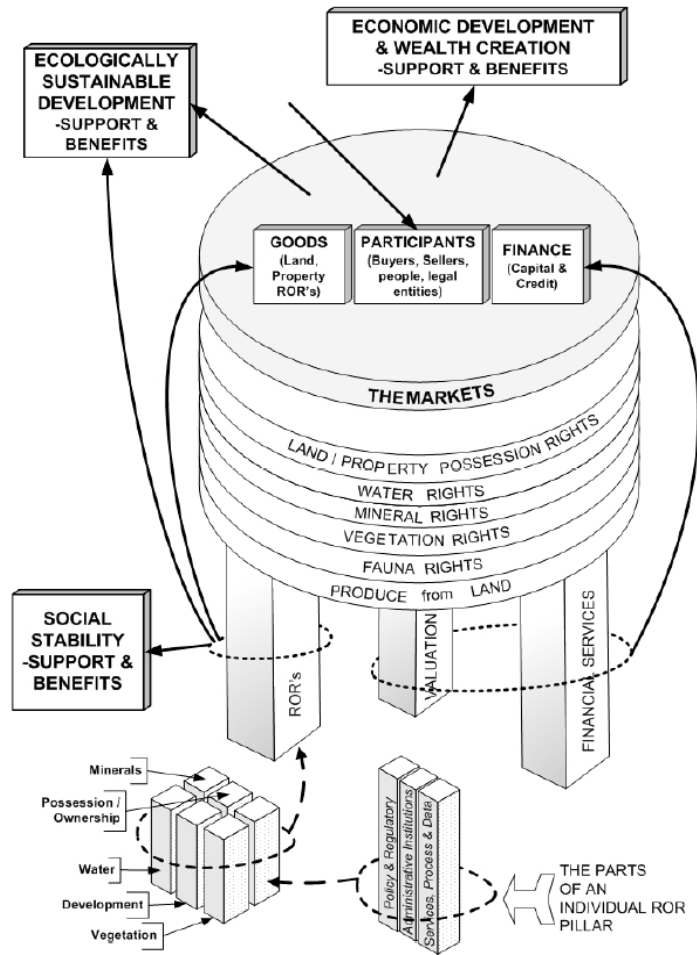 ECONOMIC DEVELOPMENT
& WEALTH CREATION
-SUPPORT & BENEFITS
ECOLOGICALLY
SUSTAINABLE
DEVELOPMENT
-SUPPORT &
BENEFITS
GOODS
(Land,
Property
ROR's)
PARTICIPANTS
(Buyers, Sellers,
people, legal
entities)
FINANCE
(Capital &
Credit)
THE MARKETS
LAND / PROPERTY POSSESSION RIGHTS
WATER RIGHTS
MINERAL RIGHTS
VEGETATION RIGHTS
FAUNA RIGHTS
PRODUCE from LAND
SOCIAL
STABILITY
-SUPPORT &
BENEFITS
ROR's
VALUATION
FINANCIAL SERVICES
Minerals
Possession /
Ownership
Water
Development
Vegetation
Policy & Regulatory
Administrative Institutions
Services, Process & Data
THE PARTS
OF AN
INDIVIDUAL ROR
PILLAR